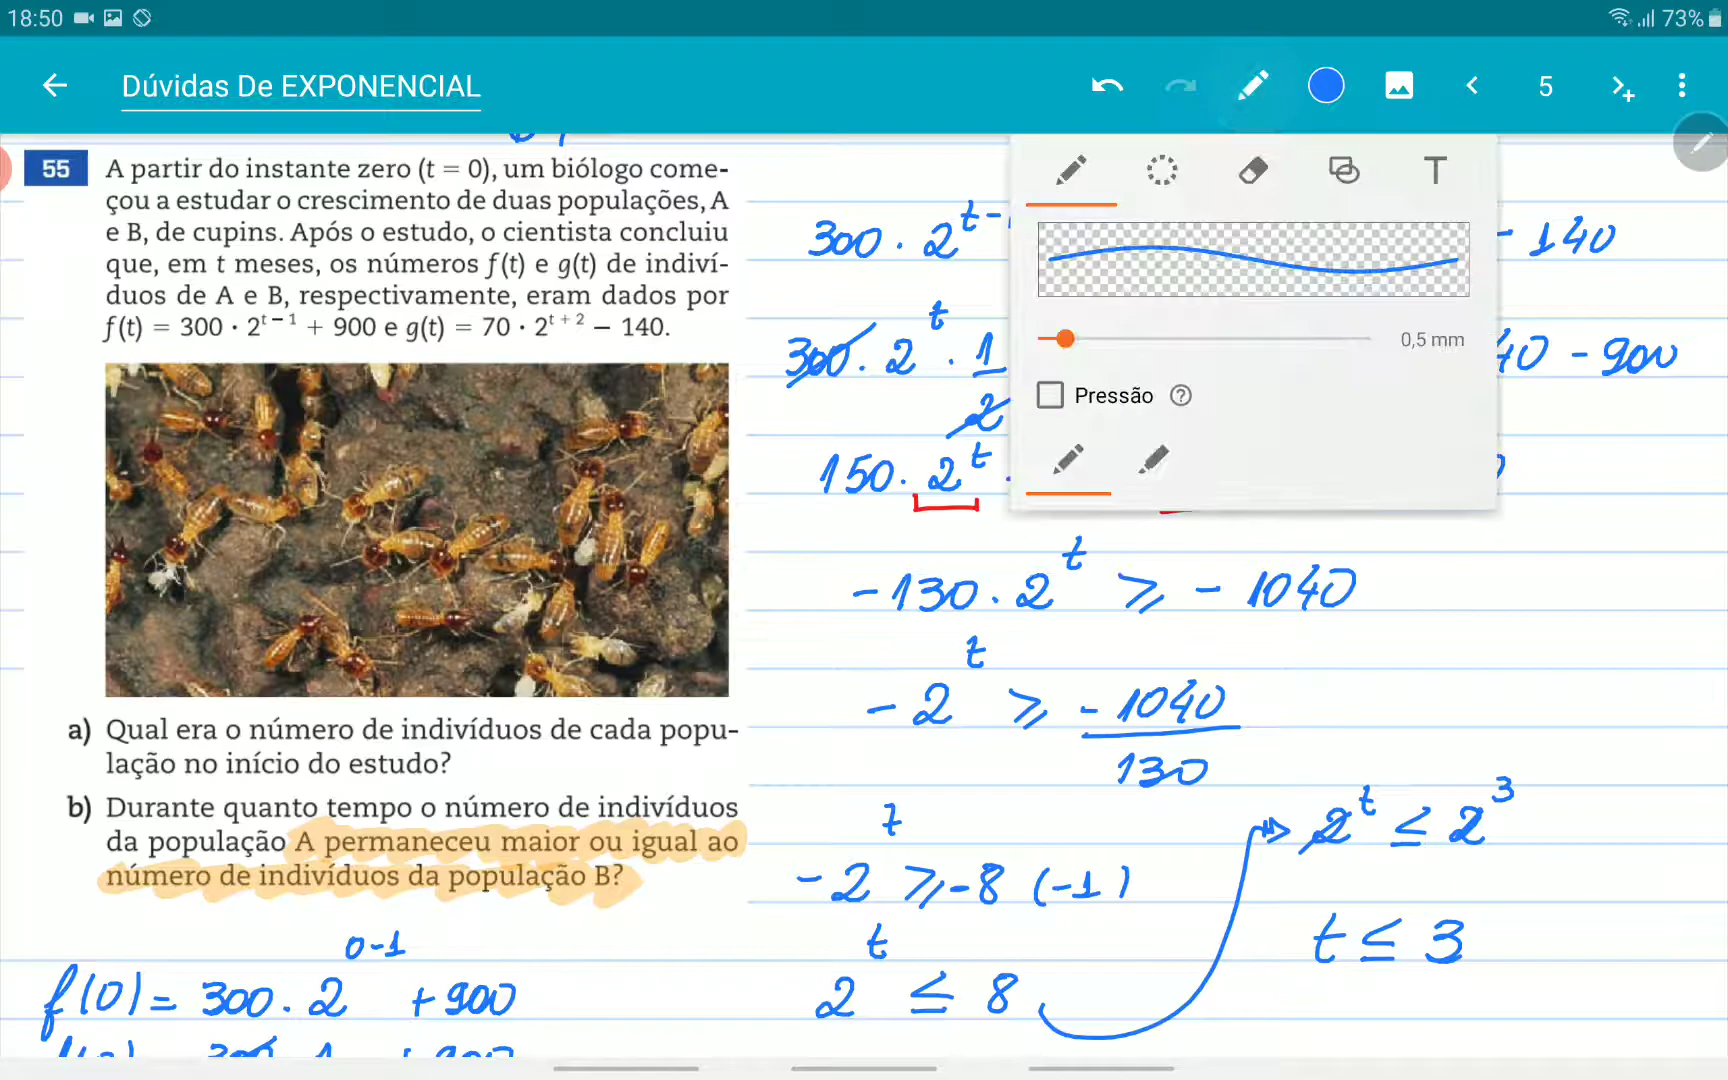 18:50 73%
Dúvidas De EXPONENCIAL 5
55 A partir do instante zero (t = 0), um biólogo come-
çou a estudar o crescimento de duas populações, A
e B, de cupins. Após o estudo, o cientista concluiu
que, em t meses, os números f(t) e g(t) de indiví-
duos de A e B, respectivamente, eram dados por
f(t) = 300 · 2^{t – 1} + 900 e g(t) = 70 · 2^{t + 2} – 140.
a) Qual era o número de indivíduos de cada popu-
lação no início do estudo?
b) Durante quanto tempo o número de indivíduos
da população A permaneceu maior ou igual ao
número de indivíduos da população B?
f(0) = 300 · 2^{0-1} + 900
T
0,5 mm
Pressão ?
300 · 2^{t- - 140
300 · 2^t · 1/2 40 - 900
150 · 2^t
-130 · 2^t ⩾ - 1040
-2^t ⩾ -1040/130
-2^t ⩾ -8 (-1)
2^t ≤ 8
2^t ≤ 2^3
t ≤ 3